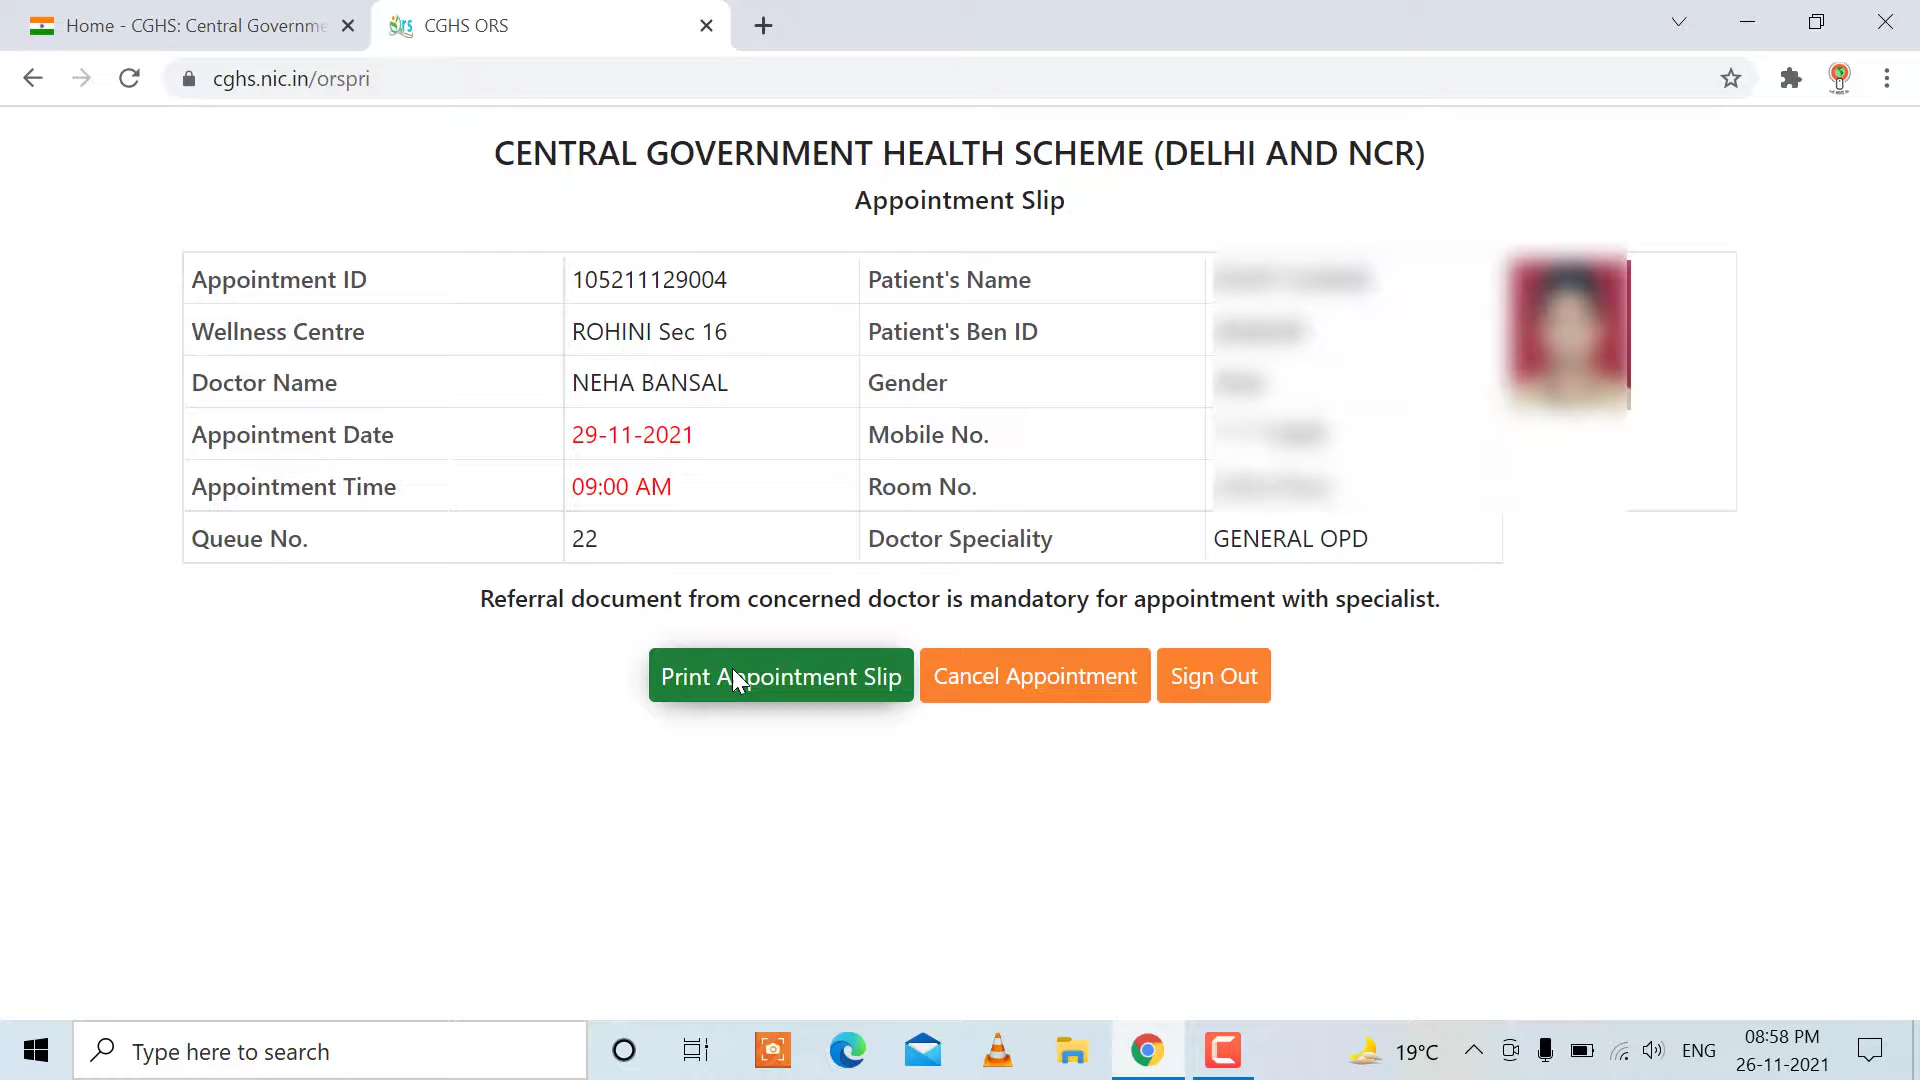 Home - CGHS: Central Governme
CGHS ORS
cghs.nic.in/orspri
CENTRAL GOVERNMENT HEALTH SCHEME (DELHI AND NCR)
Appointment Slip
Appointment ID 105211129004 Patient's Name
Wellness Centre ROHINI Sec 16 Patient's Ben ID
Doctor Name NEHA BANSAL Gender
Appointment Date 29-11-2021 Mobile No.
Appointment Time 09:00 AM Room No.
Queue No. 22 Doctor Speciality GENERAL OPD
Referral document from concerned doctor is mandatory for appointment with specialist.
Print Appointment Slip Cancel Appointment Sign Out
Type here to search
19°C
ENG
08:58 PM
26-11-2021